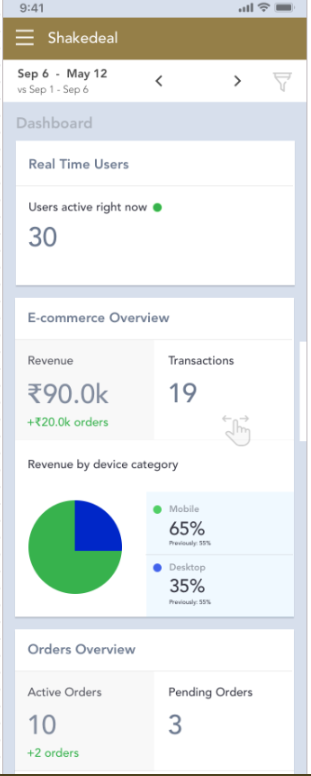 9:41
Shakedeal
Sep 6 - May 12
vs Sep 1 - Sep 6
Dashboard
Real Time Users
Users active right now
30
E-commerce Overview
Revenue
Transactions
₹90.0k
19
+₹20.0k orders
Revenue by device category
Mobile
65%
Previously: 55%
Desktop
35%
Previously: 55%
Orders Overview
Active Orders
Pending Orders
10
3
+2 orders